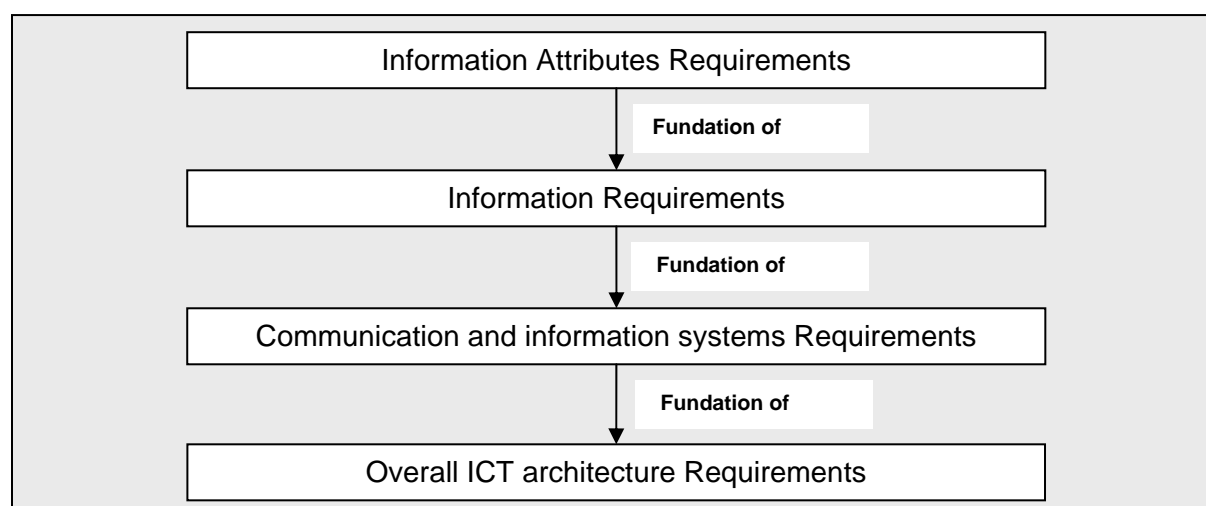 Information Attributes Requirements
Fundation of
Information Requirements
Fundation of
Communication and information systems Requirements
Fundation of
Overall ICT architecture Requirements